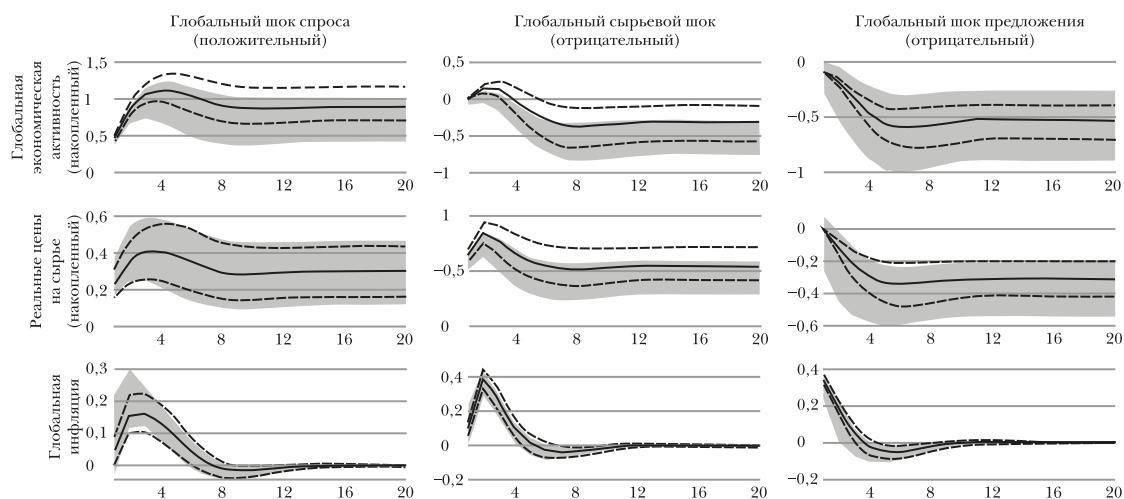 Глобальный шок спроса
(положительный)
Глобальный сырьевой шок
(отрицательный)
Глобальный шок предложения
(отрицательный)
Глобальная
экономическая
активность
(накопленный)
1,5
1
0,5
0
4 8 12 16 20
0,5
0
−0,5
−1
4 8 12 16 20
0
−0,5
−1
4 8 12 16 20
Реальные цены
на сырье
(накопленный)
0,6
0,4
0,2
0
4 8 12 16 20
1
−0,5
0
4 8 12 16 20
−0
−0,2
−0,4
−0,6
4 8 12 16 20
Глобальная
инфляция
0,3
0,2
0,1
0
4 8 12 16 20
0,4
0,2
0
−0,2
4 8 12 16 20
0,4
0,2
0
−0,2
4 8 12 16 20